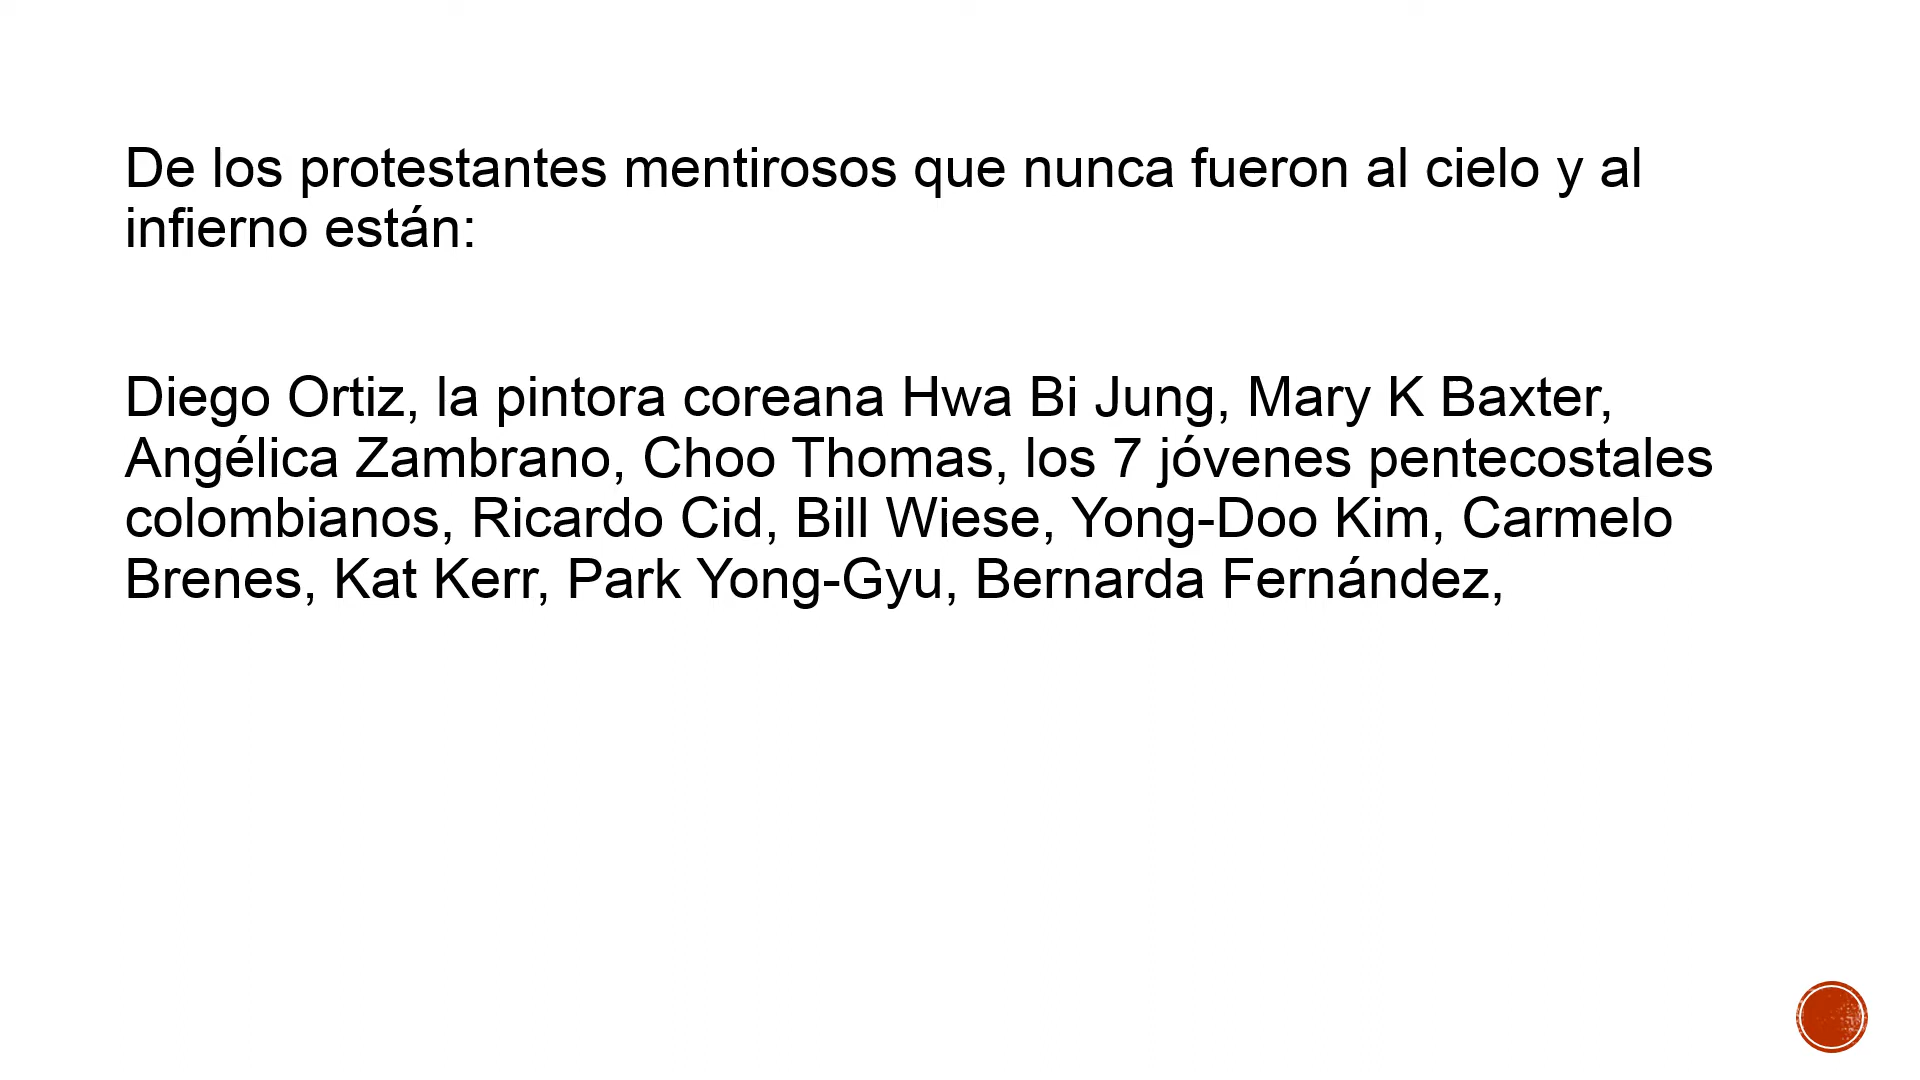 De los protestantes mentirosos que nunca fueron al cielo y al
infierno están:
Diego Ortiz, la pintora coreana Hwa Bi Jung, Mary K Baxter,
Angélica Zambrano, Choo Thomas, los 7 jóvenes pentecostales
colombianos, Ricardo Cid, Bill Wiese, Yong-Doo Kim, Carmelo
Brenes, Kat Kerr, Park Yong-Gyu, Bernarda Fernández,